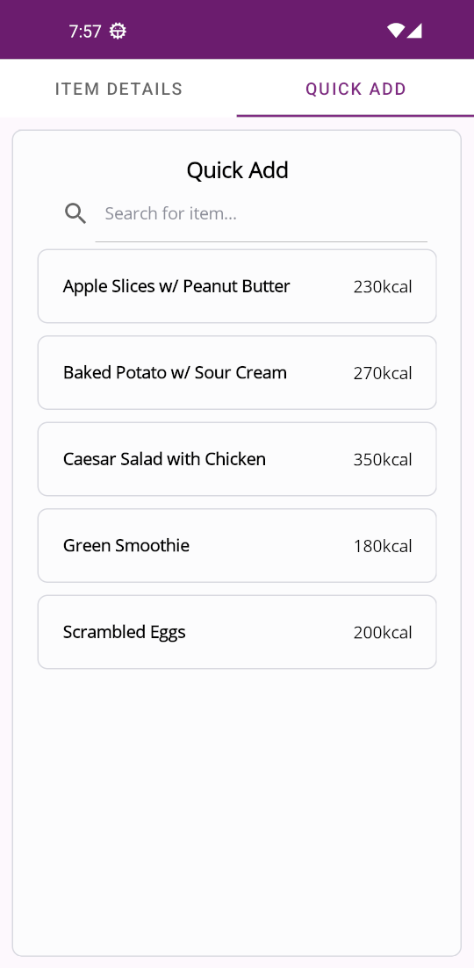 7:57
ITEM DETAILS QUICK ADD
Quick Add
Search for item...
Apple Slices w/ Peanut Butter 230kcal
Baked Potato w/ Sour Cream 270kcal
Caesar Salad with Chicken 350kcal
Green Smoothie 180kcal
Scrambled Eggs 200kcal